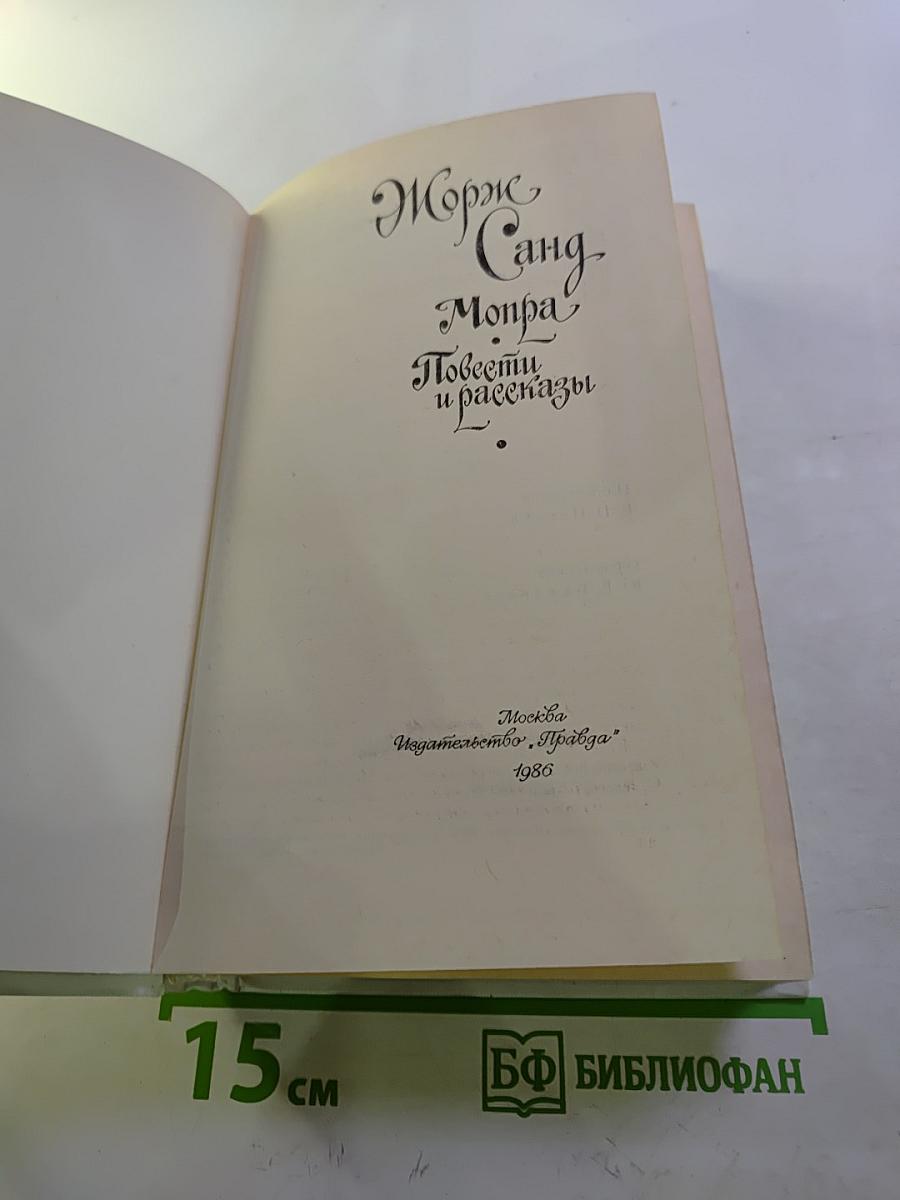 Жорж
Санд
Мопра
Повести
и рассказы
Москва
Издательство „Правда"
1986
15 см
БФ БИБЛИОФАН